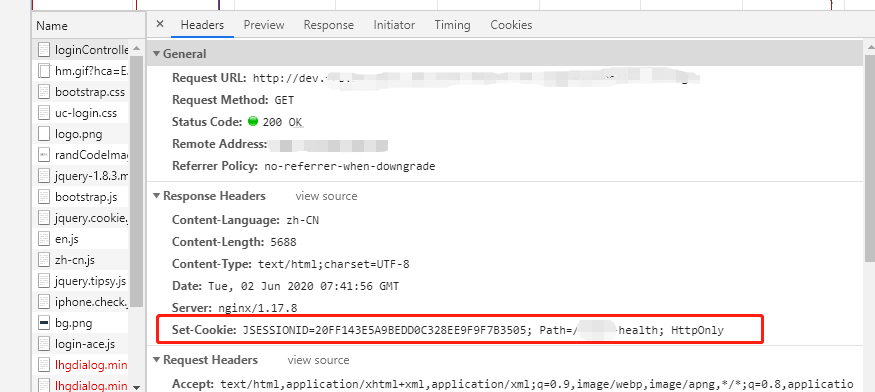 Name
× Headers Preview Response Initiator Timing Cookies
loginControlle
hm.gif?hca=E.
bootstrap.css
uc-login.css
logo.png
randCodeImag
jquery-1.8.3.m
bootstrap.js
jquery.cookie.
en.js
zh-cn.js
jquery.tipsy.js
iphone.check.
bg.png
login-ace.js
lhgdialog.min
lhgdialog.min
General
Request URL: http://dev.
Request Method: GET
Status Code: 200 OK
Remote Address:
Referrer Policy: no-referrer-when-downgrade
Response Headers view source
Content-Language: zh-CN
Content-Length: 5688
Content-Type: text/html;charset=UTF-8
Date: Tue, 02 Jun 2020 07:41:56 GMT
Server: nginx/1.17.8
Set-Cookie: JSESSIONID=20FF143E5A9BEDD0C328EE9F9F7B3505; Path=/ -health; HttpOnly
Request Headers view source
Accept: text/html,application/xhtml+xml,application/xml;q=0.9,image/webp,image/apng,*/*;q=0.8,applicatio